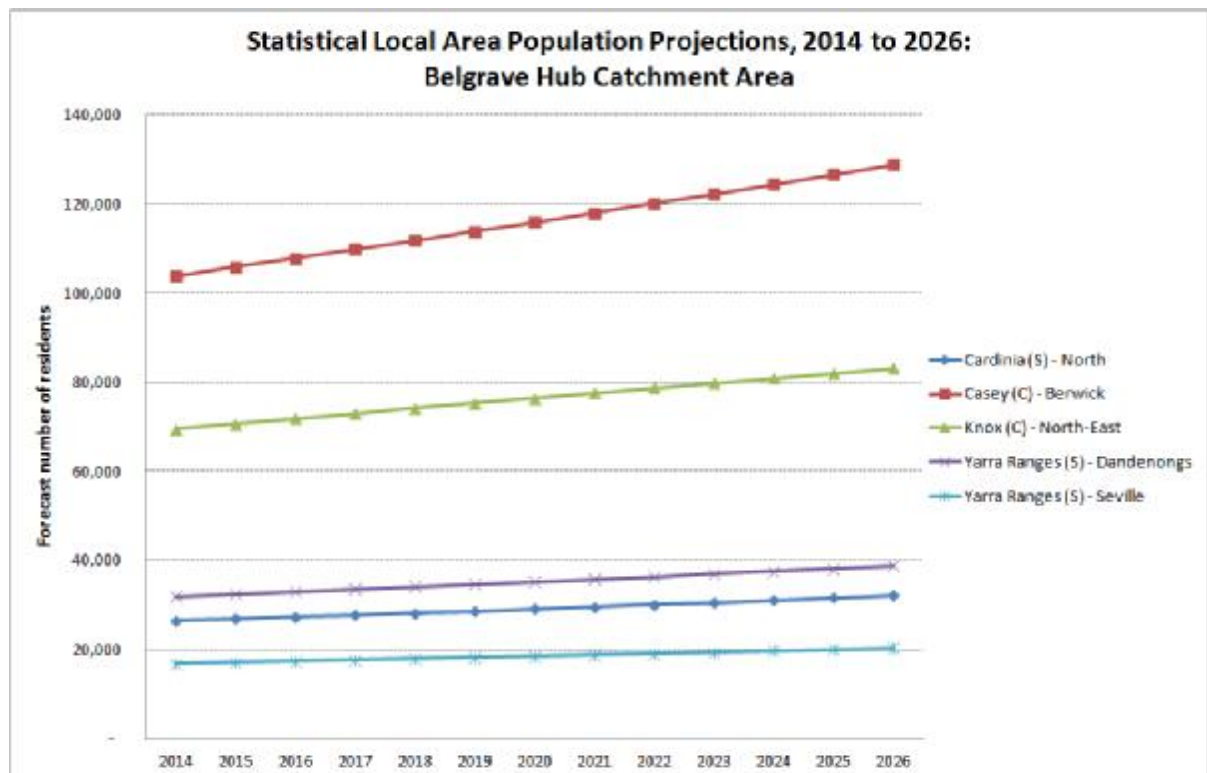 Statistical Local Area Population Projections, 2014 to 2026:
Belgrave Hub Catchment Area
140,000
120,000
100,000
80,000
60,000
40,000
20,000
-
Forecast number of residents
2014 2015 2016 2017 2018 2019 2020 2021 2022 2023 2024 2025 2026
Cardinia (S) - North
Casey (C) - Berwick
Knox (C) - North-East
Yarra Ranges (S) - Dandenongs
Yarra Ranges (S) - Seville